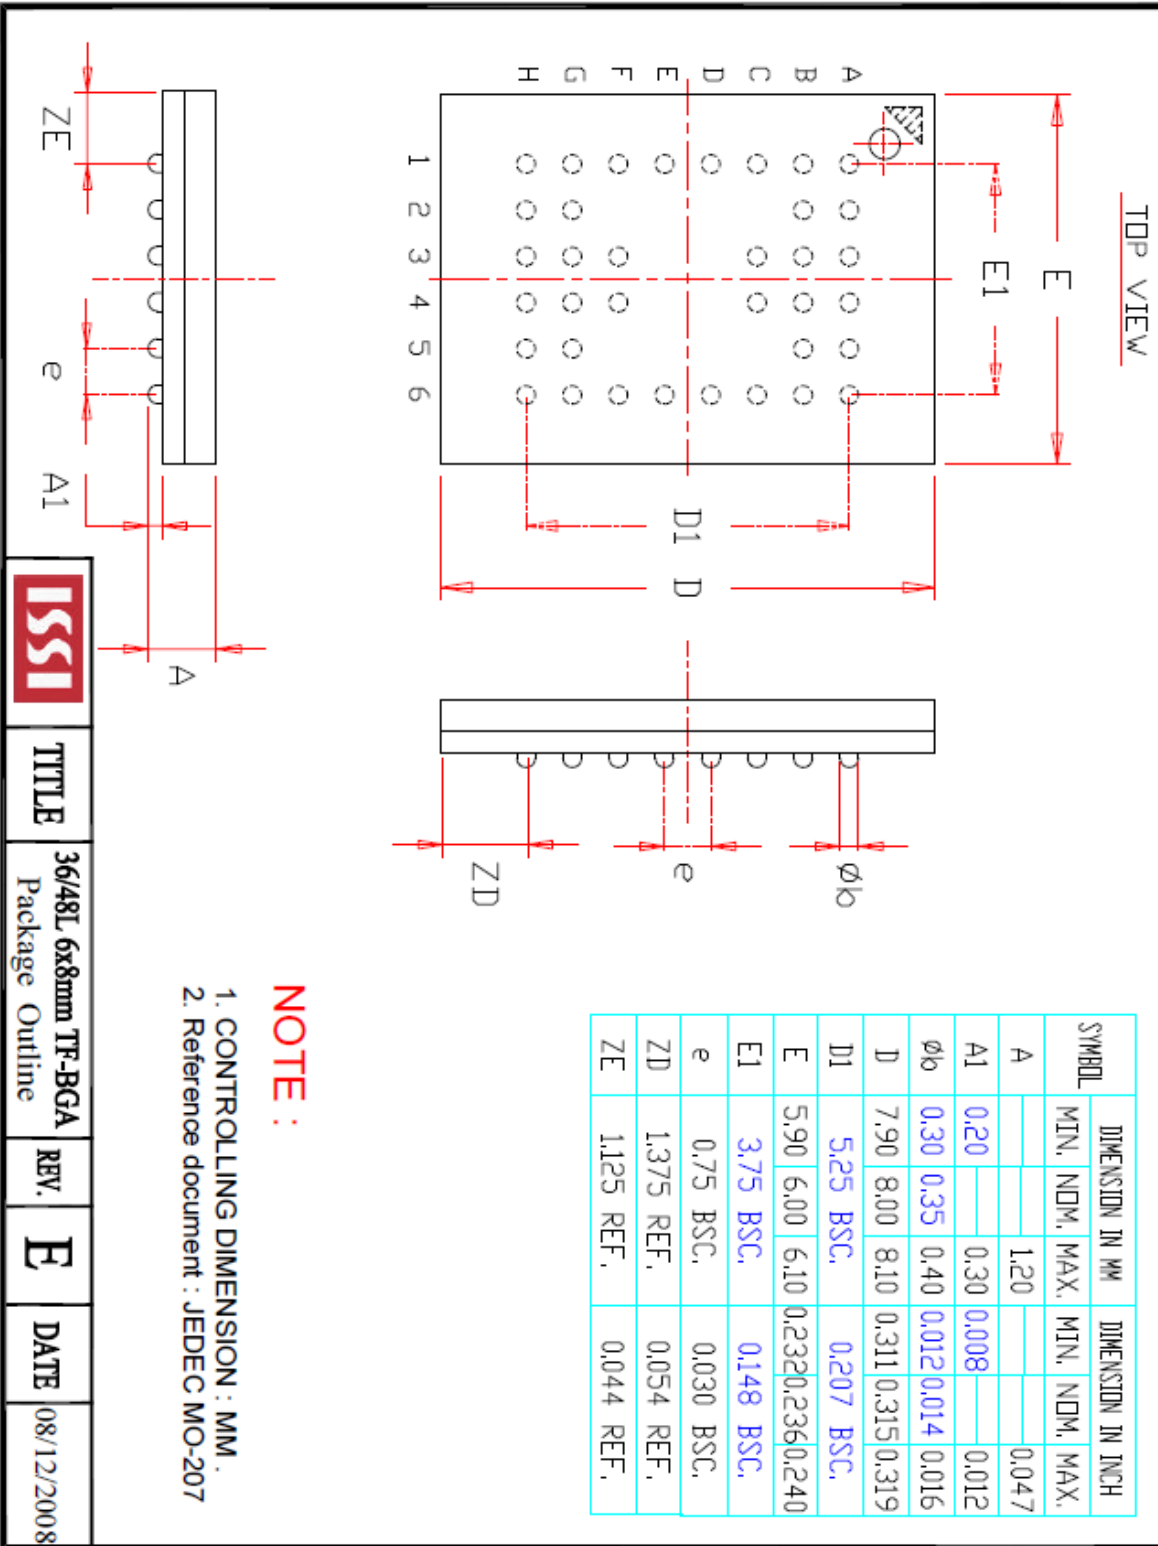 TOP VIEW
E
E1
A
B
C
D
E
F
G
H
1
2
3
4
5
6
D1
D
ZE
e
A1
A
Øb
e
ZD
SYMBOL DIMENSION IN MM DIMENSION IN INCH
MIN. NOM. MAX. MIN. NOM. MAX.
A 1.20 0.047
A1 0.20 0.30 0.008 0.012
Øb 0.30 0.35 0.40 0.012 0.014 0.016
D 7.90 8.00 8.10 0.311 0.315 0.319
D1 5.25 BSC. 0.207 BSC.
E 5.90 6.00 6.10 0.232 0.236 0.240
E1 3.75 BSC. 0.148 BSC.
e 0.75 BSC. 0.030 BSC.
ZD 1.375 REF. 0.054 REF.
ZE 1.125 REF. 0.044 REF.
NOTE :
1. CONTROLLING DIMENSION : MM .
2. Reference document : JEDEC MO-207
ISSI
TITLE
36/48L 6x8mm TF-BGA
Package Outline
REV.
E
DATE
08/12/2008